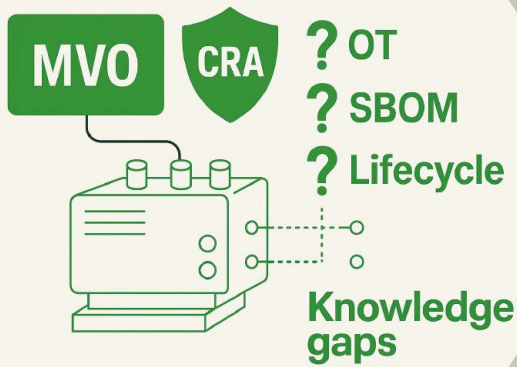 MVO
CRA
? OT
? SBOM
? Lifecycle
Knowledge
gaps